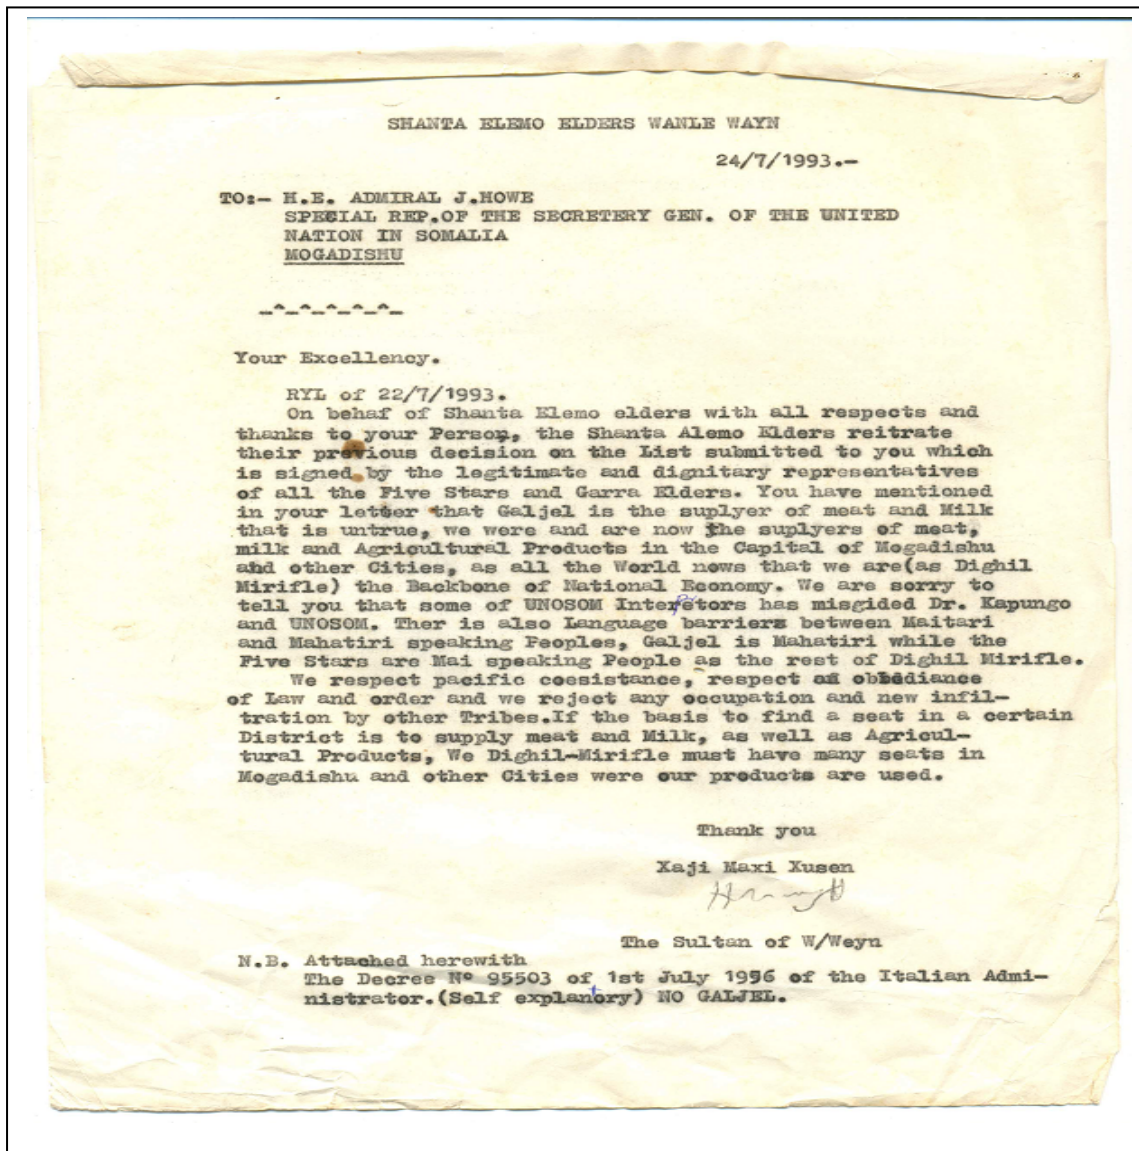 SHANTA ELEMO ELDERS WANLE WAYN
24/7/1993.-
TO:- H.E. ADMIRAL J.HOWE
SPECIAL REP.OF THE SECRETERY GEN. OF THE UNITED
NATION IN SOMALIA
MOGADISHU
_^_^_^_^_^_
Your Excellency.
RYL of 22/7/1993.
On behaf of Shanta Elemo elders with all respects and
thanks to your Person, the Shanta Alemo Elders reitrate
their previous decision on the List submitted to you which
is signed by the legitimate and dignitary representatives
of all the Five Stars and Garra Elders. You have mentioned
in your letter that Galjel is the suplyer of meat and Milk
that is untrue, we were and are now the suplyers of meat,
milk and Agricultural Products in the Capital of Mogadishu
and other Cities, as all the World news that we are(as Dighil
Mirifle) the Backbone of National Economy. We are sorry to
tell you that some of UNOSOM Interpretors has misgided Dr. Kapungo
and UNOSOM. Ther is also Language barriers between Maitari
and Mahatiri speaking Peoples, Galjel is Mahatiri while the
Five Stars are Mai speaking People as the rest of Dighil Mirifle.
We respect pacific coesistance, respect an obbediance
of Law and order and we reject any occupation and new infil-
tration by other Tribes.If the basis to find a seat in a certain
District is to supply meat and Milk, as well as Agricul-
tural Products, We Dighil-Mirifle must have many seats in
Mogadishu and other Cities were our products are used.
Thank you
Xaji Maxi Xusen
The Sultan of W/Weyn
N.B. Attached herewith
The Decree Nº 95503 of 1st July 1956 of the Italian Admi-
nistrator.(Self explantory) NO GALJEL.